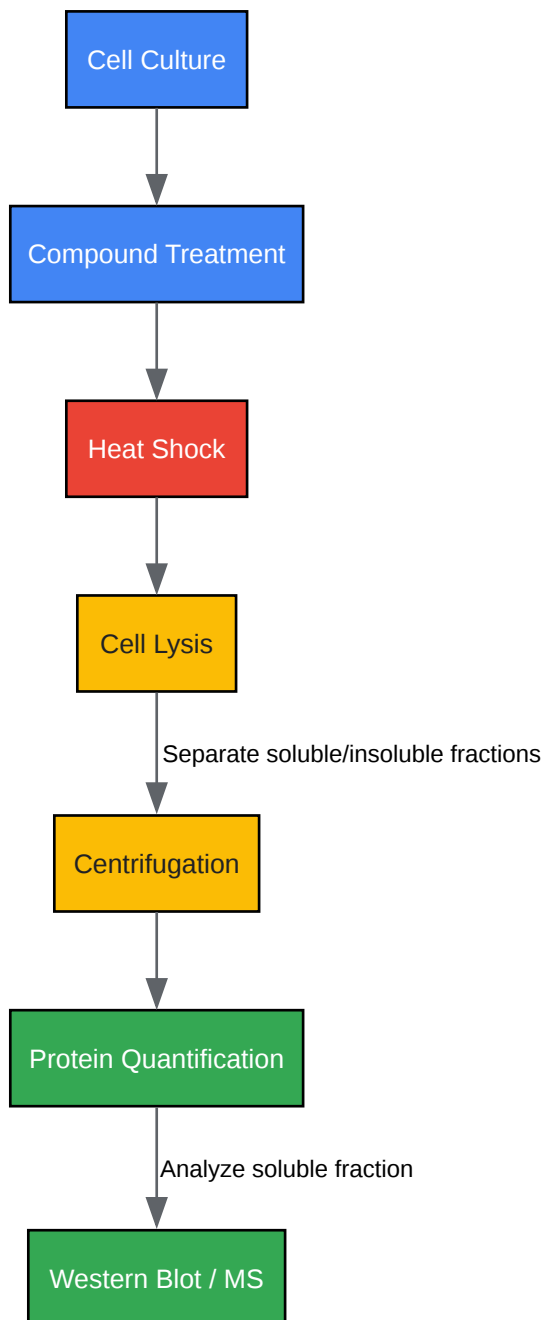 Cell Culture
Compound Treatment
Heat Shock
Cell Lysis
Separate soluble/insoluble fractions
Centrifugation
Protein Quantification
Analyze soluble fraction
Western Blot / MS